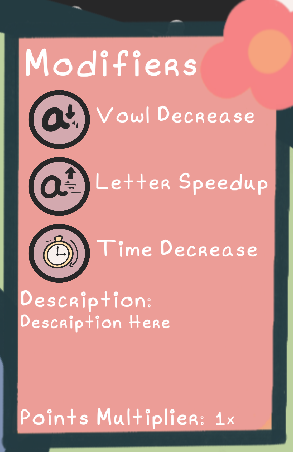 Modifiers
a
Vowl Decrease
a
Letter Speedup
Time Decrease
Description:
Description Here
Points Multiplier: 1x